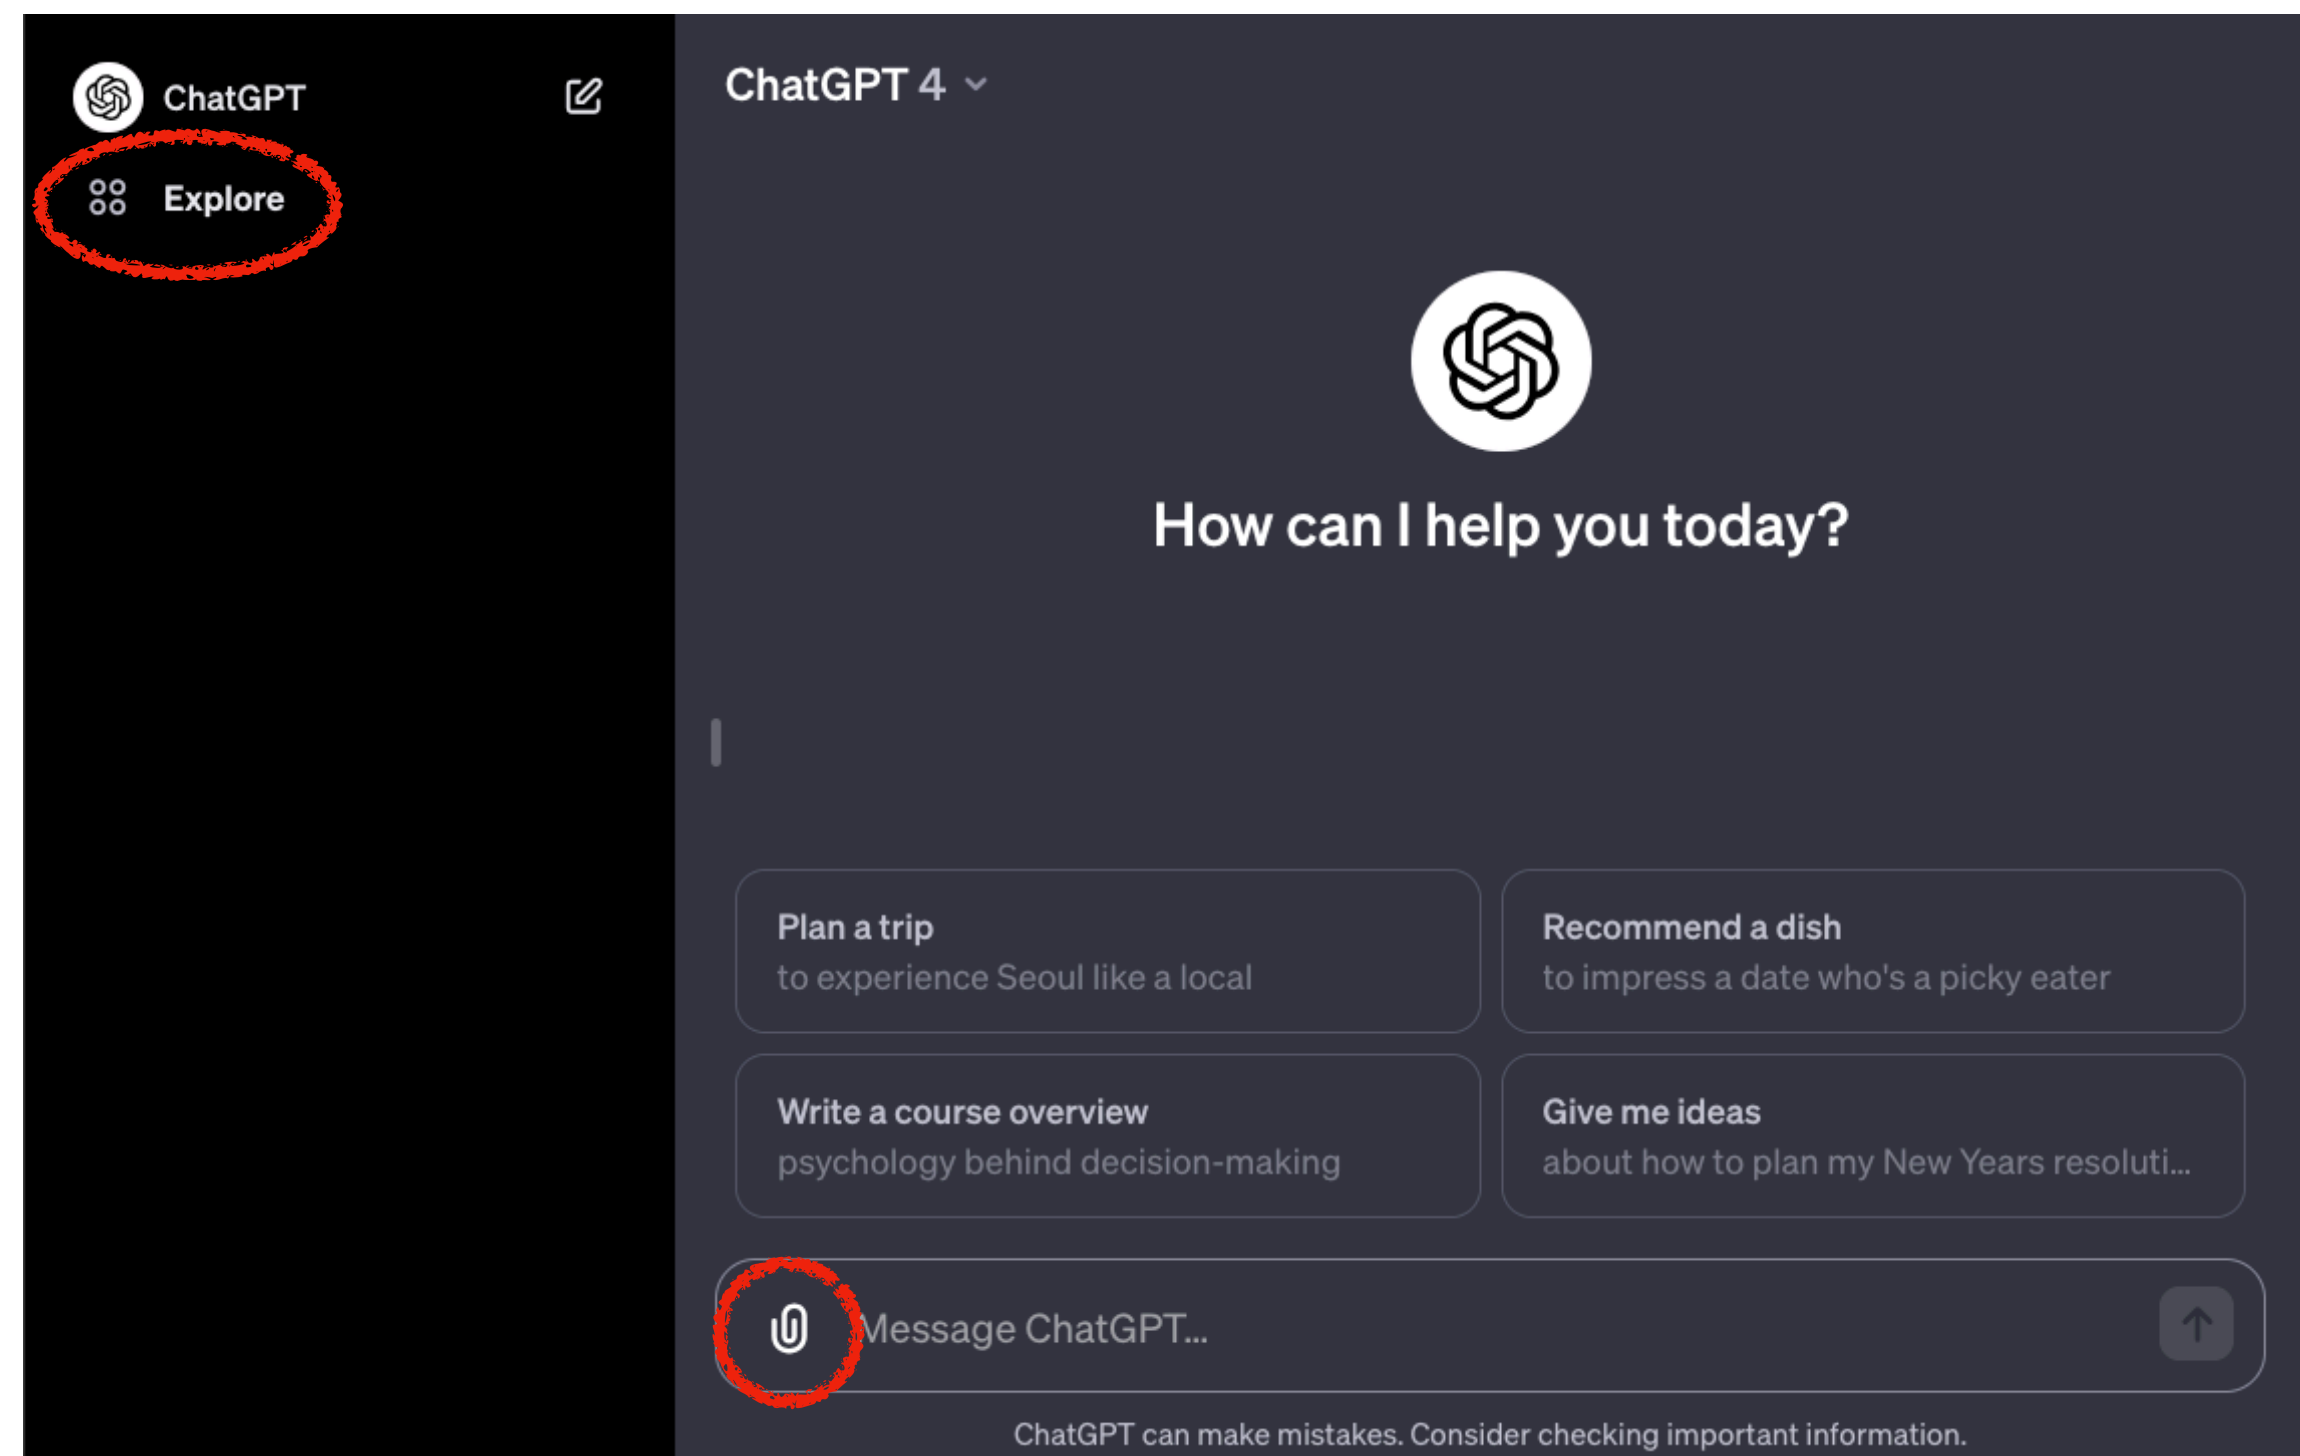 ChatGPT
Explore
ChatGPT 4
How can I help you today?
Plan a trip
to experience Seoul like a local
Recommend a dish
to impress a date who's a picky eater
Write a course overview
psychology behind decision-making
Give me ideas
about how to plan my New Years resoluti...
Message ChatGPT...
ChatGPT can make mistakes. Consider checking important information.